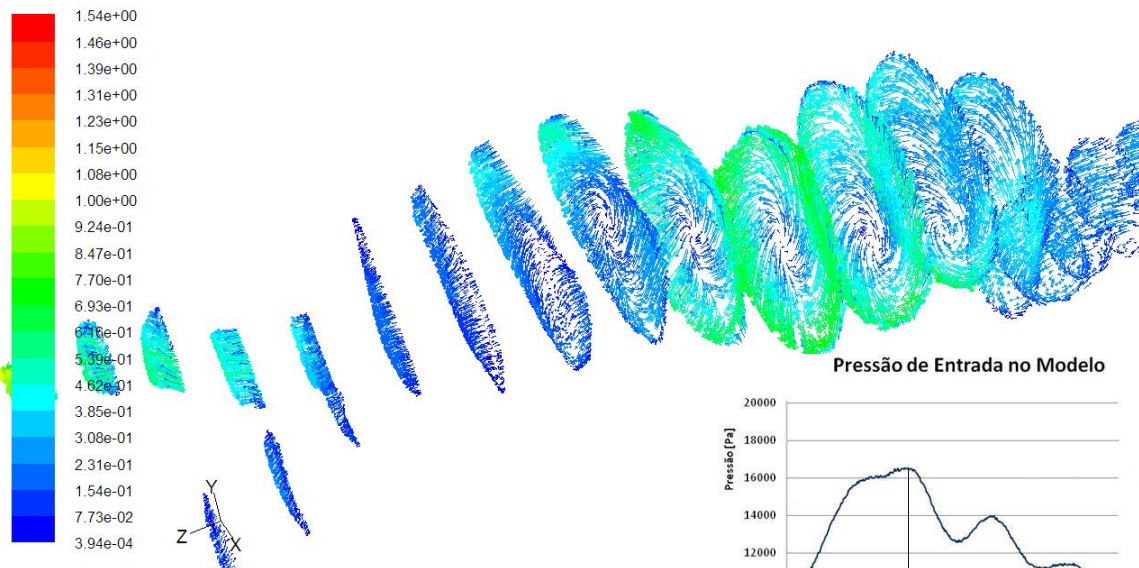 1.54e+00
1.46e+00
1.39e+00
1.31e+00
1.23e+00
1.15e+00
1.08e+00
1.00e+00
9.24e-01
8.47e-01
7.70e-01
6.93e-01
6.16e-01
5.39e-01
4.62e-01
3.85e-01
3.08e-01
2.31e-01
1.54e-01
7.73e-02
3.94e-04
Y
Z
X
Pressão de Entrada no Modelo
Pressão [Pa]
20000
18000
16000
14000
12000